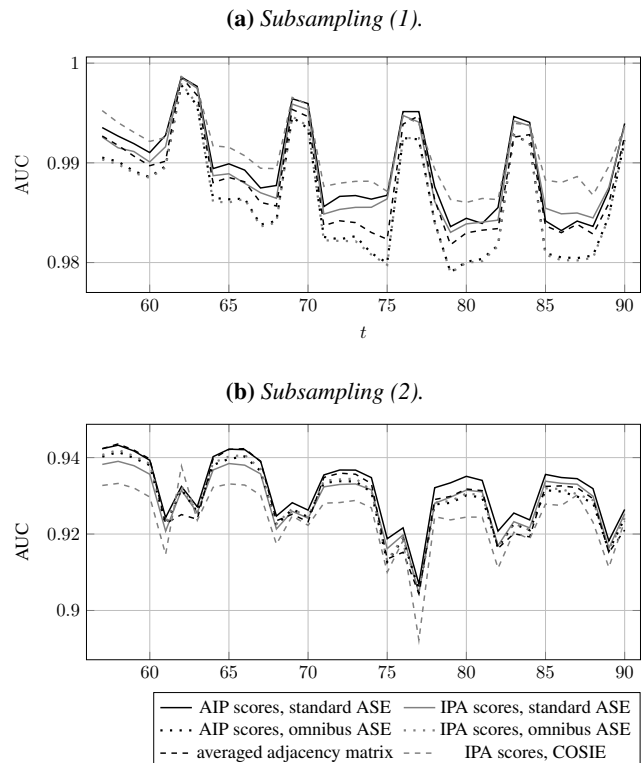 (a) Subsampling (1).
1
0.99
0.98
AUC
60 65 70 75 80 85 90
t
(b) Subsampling (2).
0.94
0.92
0.9
AUC
60 65 70 75 80 85 90
AIP scores, standard ASE IPA scores, standard ASE
AIP scores, omnibus ASE IPA scores, omnibus ASE
averaged adjacency matrix IPA scores, COSIE